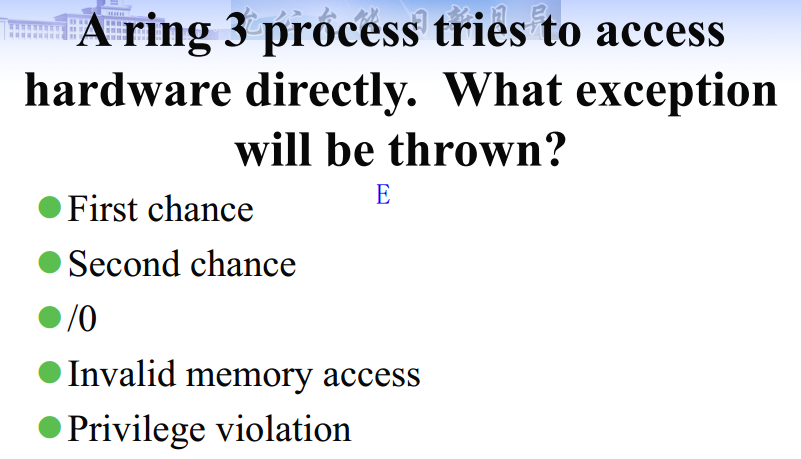 A ring 3 process tries to access
hardware directly.  What exception
will be thrown?
E
First chance
Second chance
/0
Invalid memory access
Privilege violation